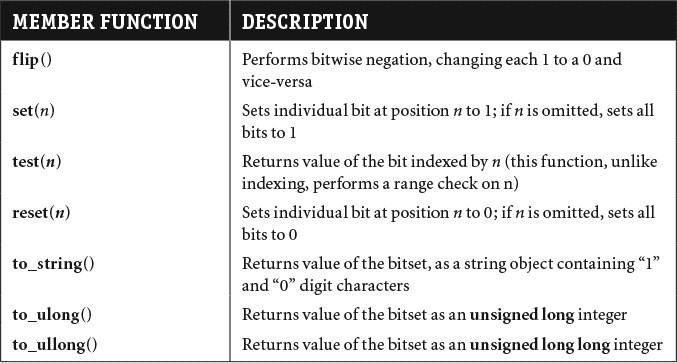 MEMBER FUNCTION DESCRIPTION
flip() Performs bitwise negation, changing each 1 to a 0 and
vice-versa
set(n) Sets individual bit at position n to 1; if n is omitted, sets all
bits to 1
test(n) Returns value of the bit indexed by n (this function, unlike
indexing, performs a range check on n)
reset(n) Sets individual bit at position n to 0; if n is omitted, sets all
bits to 0
to_string() Returns value of the bitset, as a string object containing “1”
and “0” digit characters
to_ulong() Returns value of the bitset as an unsigned long integer
to_ullong() Returns value of the bitset as an unsigned long long integer